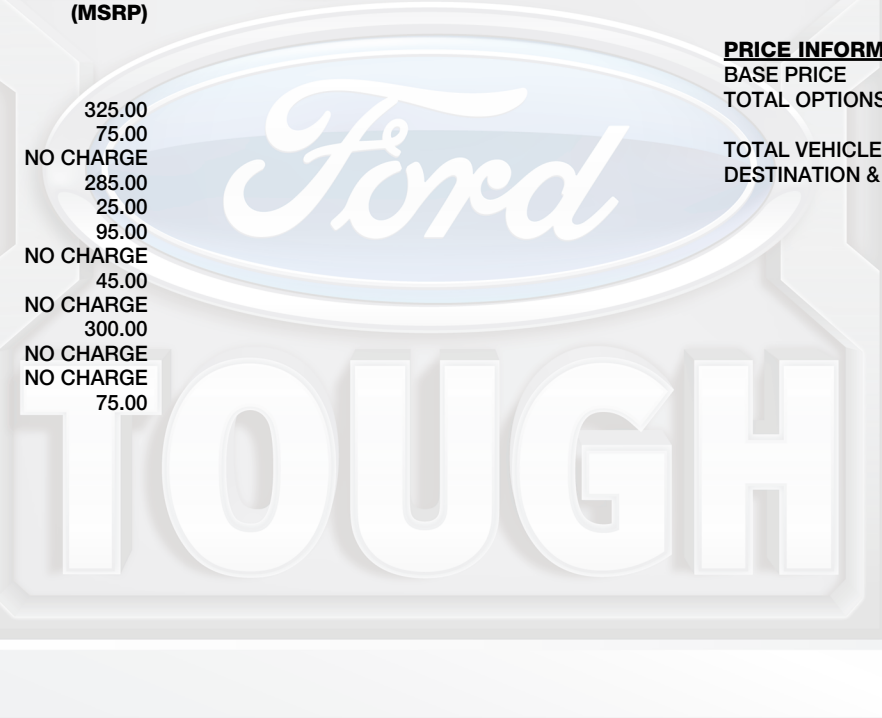 (MSRP)
325.00
75.00
NO CHARGE
285.00
25.00
95.00
NO CHARGE
45.00
NO CHARGE
300.00
NO CHARGE
NO CHARGE
75.00
PRICE INFORM
BASE PRICE
TOTAL OPTIONS
TOTAL VEHICLE
DESTINATION &
Ford
TOUGH